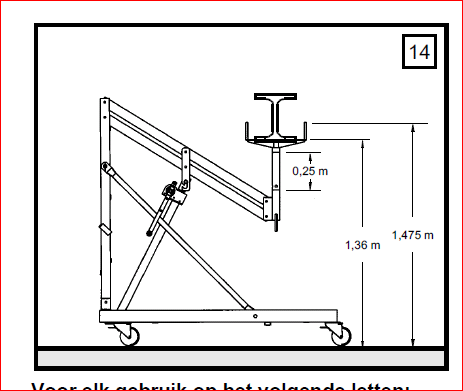 14
0,25 m
1,475 m
1,36 m
Voor elk gebruik op het volgende letten: